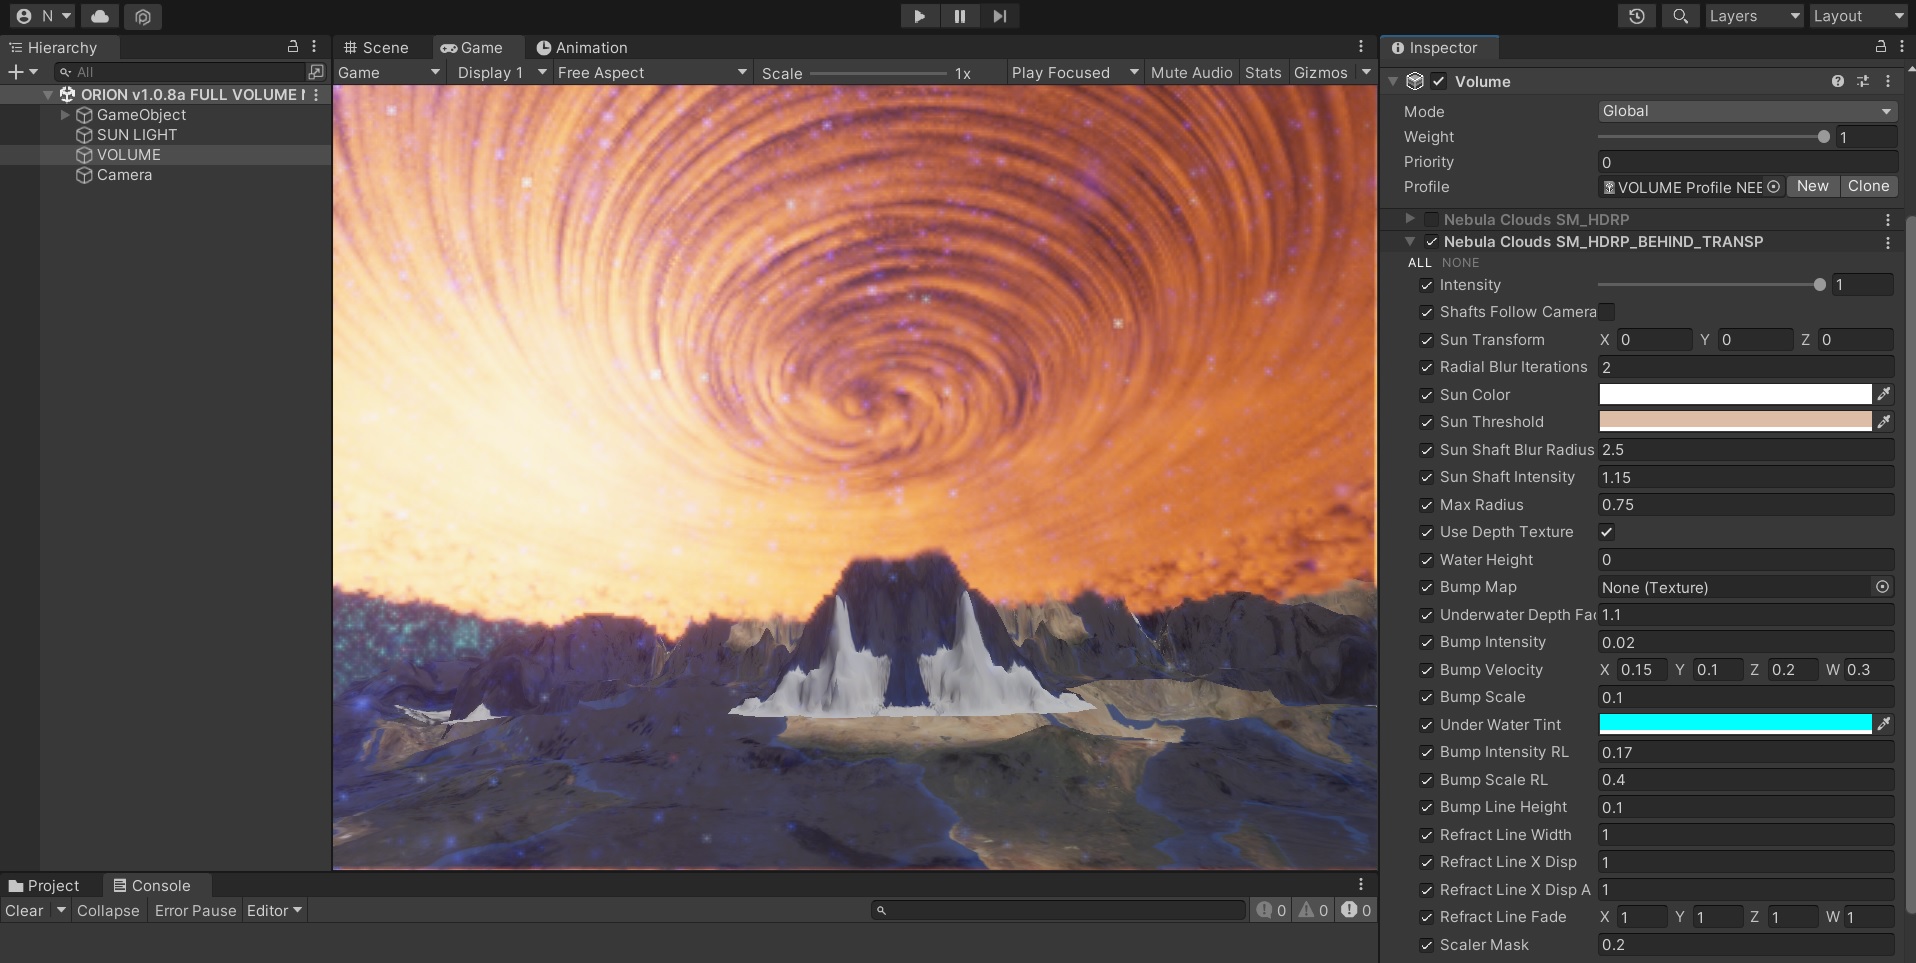 N
Layers
Layout
Hierarchy
All
ORION v1.0.8a FULL VOLUME
GameObject
SUN LIGHT
VOLUME
Camera
Scene Game Animation
Game Display 1 Free Aspect Scale 1x Play Focused Mute Audio Stats Gizmos
Inspector
Volume
Mode Global
Weight 1
Priority 0
Profile VOLUME Profile NEE New Clone
Nebula Clouds SM_HDRP
Nebula Clouds SM_HDRP_BEHIND_TRANSP
ALL NONE
Intensity 1
Shafts Follow Camera
Sun Transform X 0 Y 0 Z 0
Radial Blur Iterations 2
Sun Color
Sun Threshold
Sun Shaft Blur Radius 2.5
Sun Shaft Intensity 1.15
Max Radius 0.75
Use Depth Texture
Water Height 0
Bump Map None (Texture)
Underwater Depth Fac 1.1
Bump Intensity 0.02
Bump Velocity X 0.15 Y 0.1 Z 0.2 W 0.3
Bump Scale 0.1
Under Water Tint
Bump Intensity RL 0.17
Bump Scale RL 0.4
Bump Line Height 0.1
Refract Line Width 1
Refract Line X Disp 1
Refract Line X Disp A 1
Refract Line Fade X 1 Y 1 Z 1 W 1
Scaler Mask 0.2
Project Console
Clear Collapse Error Pause Editor 0 0 0